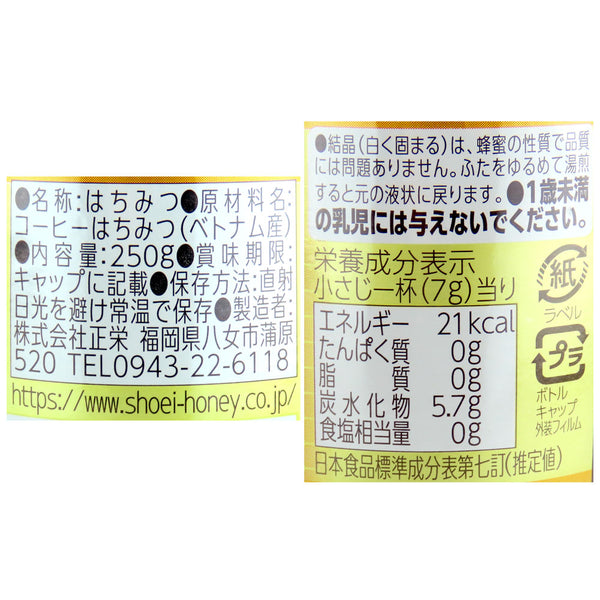 ●名称:はちみつ●原材料名:
コーヒーはちみつ(ベトナム産)
●内容量:250g●賞味期限:
キャップに記載●保存方法:直射
日光を避け常温で保存●製造者:
株式会社正栄 福岡県八女市蒲原
520 TEL0943-22-6118
https://www.shoei-honey.co.jp/
●結晶(白く固まる)は、蜂蜜の性質で品質
には問題ありません。ふたをゆるめて湯煎
すると元の液状に戻ります。●1歳未満
の乳児には与えないでください。
栄養成分表示
小さじ一杯(7g)当り
エネルギー 21kcal
たんぱく質 0g
脂質 0g
炭水化物 5.7g
食塩相当量 0g
日本食品標準成分表第七訂(推定値)
紙
ラベル
プラ
ボトル
キャップ
外装フィルム